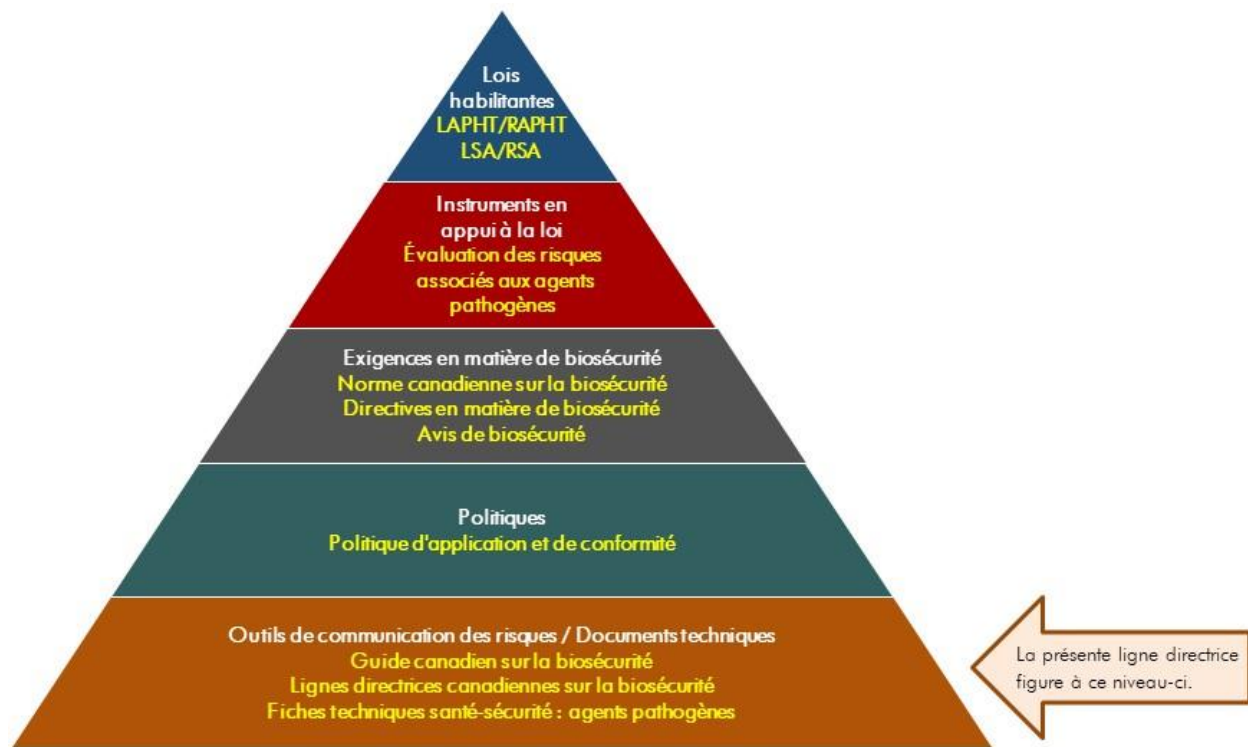 Lois
habilitantes
LAPHT/RAPHT
LSA/RSA
Instruments en
appui à la loi
Évaluation des risques
associés aux agents
pathogènes
Exigences en matière de biosécurité
Norme canadienne sur la biosécurité
Directives en matière de biosécurité
Avis de biosécurité
Politiques
Politique d'application et de conformité
Outils de communication des risques / Documents techniques
Guide canadien sur la biosécurité
Lignes directrices canadiennes sur la biosécurité
Fiches techniques santé-sécurité : agents pathogènes
La présente ligne directrice
figure à ce niveau-ci.